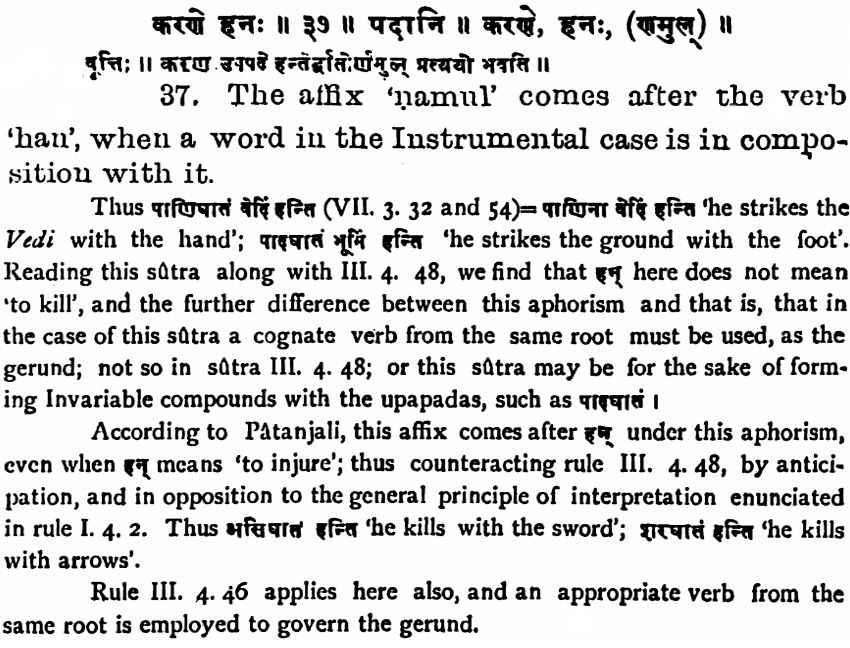 करणे हनः ॥ ३७ ॥ पदानि ॥ करणे, हनः, (णमुल्) ॥
वृत्तिः ॥ करण उपपदे हन्तेर्द्धातोर्णमुल् प्रत्ययो भवति ॥
37. The affix 'ṇamul' comes after the verb
'han', when a word in the Instrumental case is in compo-
sition with it.
Thus पाणिघातं वेदिं हन्ति (VII. 3. 32 and 54)= पाणिना वेदिं हन्ति 'he strikes the
Vedi with the hand'; पादघातं भूमिं हन्ति 'he strikes the ground with the foot'.
Reading this sûtra along with III. 4. 48, we find that हन् here does not mean
'to kill', and the further difference between this aphorism and that is, that in
the case of this sûtra a cognate verb from the same root must be used, as the
gerund; not so in sûtra III. 4. 48; or this sûtra may be for the sake of form-
ing Invariable compounds with the upapadas, such as पादघातं ।
According to Pâtanjali, this affix comes after हन् under this aphorism,
even when हन् means 'to injure'; thus counteracting rule III. 4. 48, by antici-
pation, and in opposition to the general principle of interpretation enunciated
in rule I. 4. 2. Thus असिघातं हन्ति 'he kills with the sword'; शरघातं हन्ति 'he kills
with arrows'.
Rule III. 4. 46 applies here also, and an appropriate verb from the
same root is employed to govern the gerund.